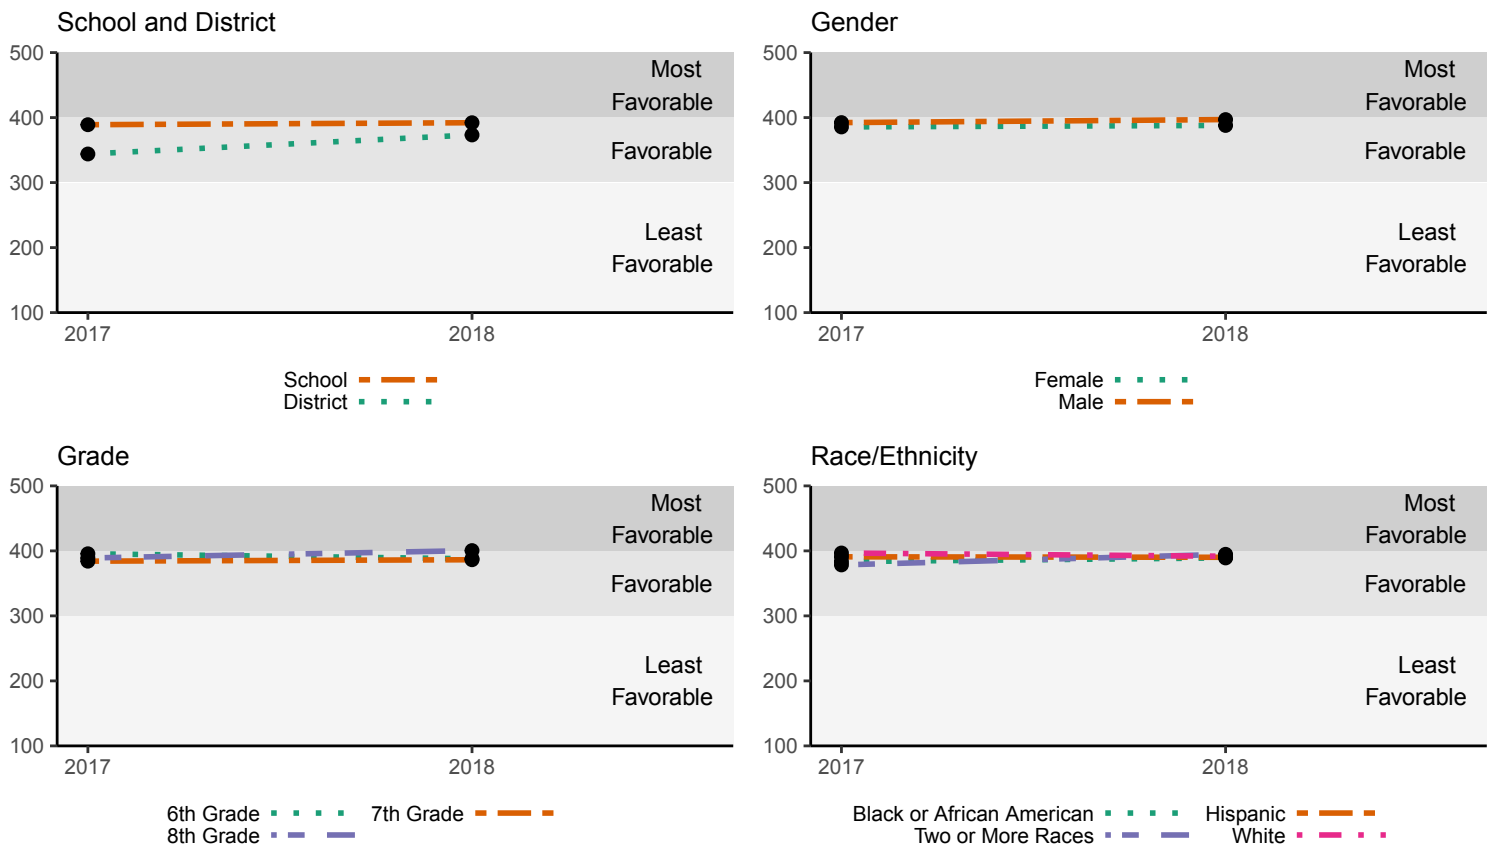 School and District
500
400
300
200
100
Most
Favorable
Favorable
Least
Favorable
2017 2018
School
District
Gender
500
400
300
200
100
Most
Favorable
Favorable
Least
Favorable
2017 2018
Female
Male
Grade
500
400
300
200
100
Most
Favorable
Favorable
Least
Favorable
2017 2018
6th Grade 7th Grade
8th Grade
Race/Ethnicity
500
400
300
200
100
Most
Favorable
Favorable
Least
Favorable
2017 2018
Black or African American Hispanic
Two or More Races White